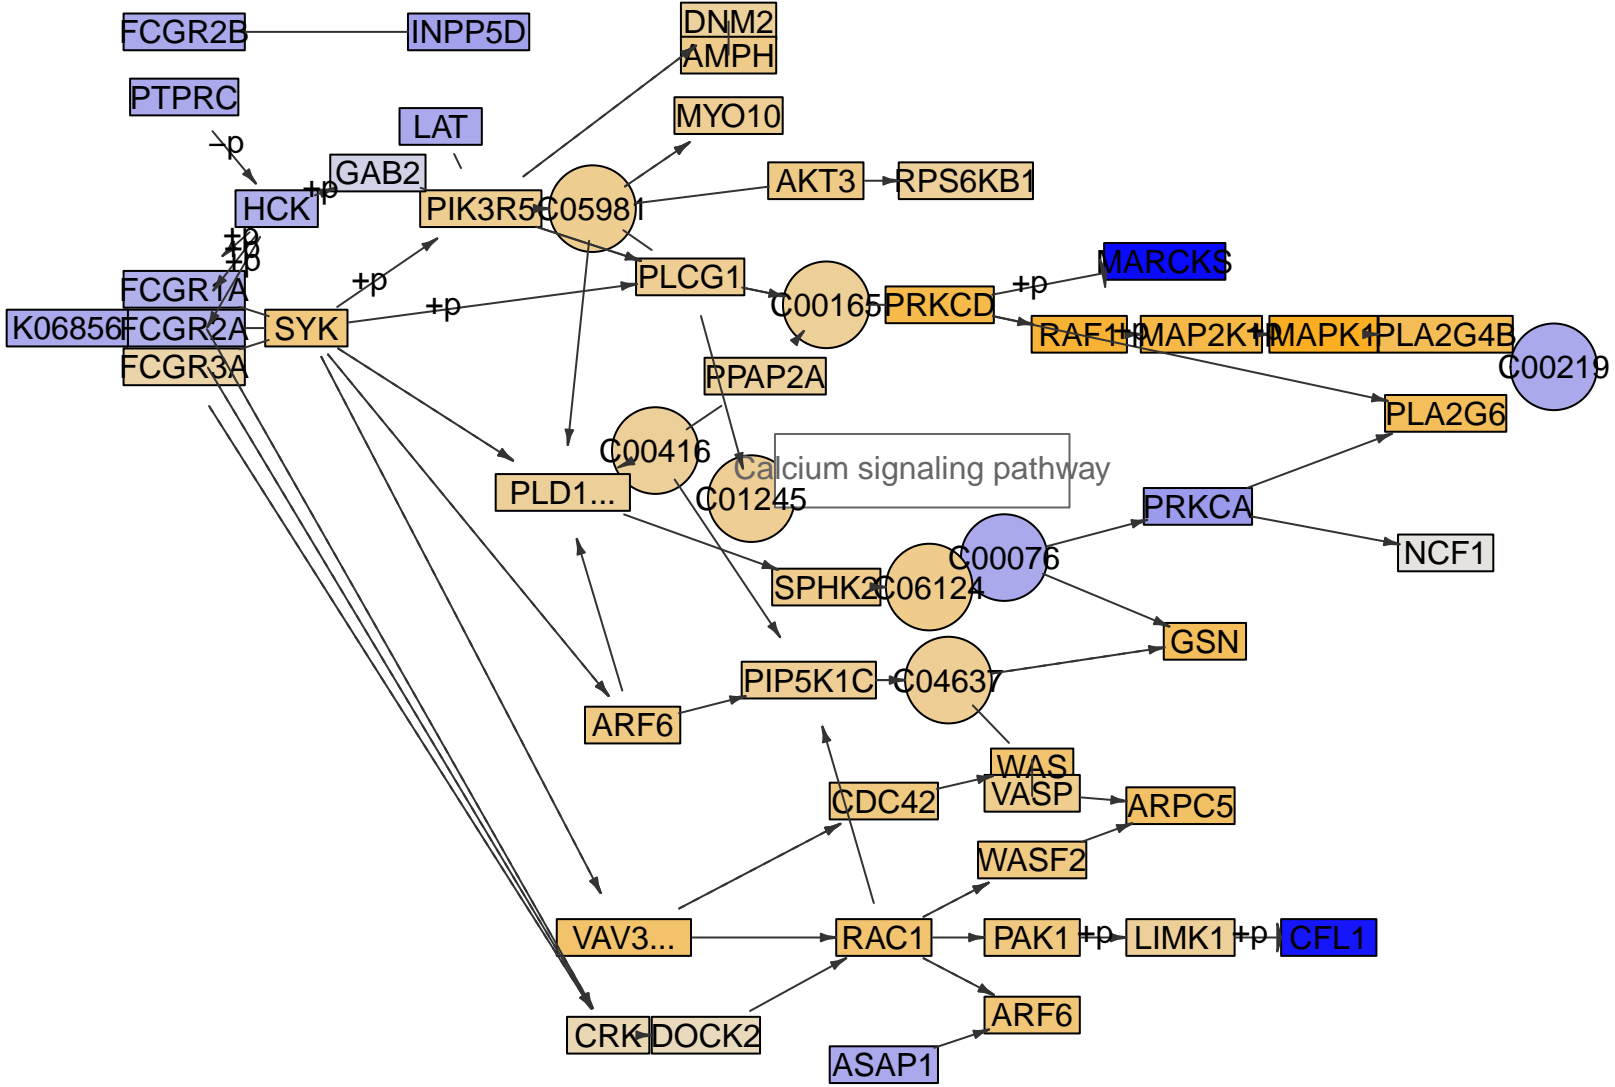 DNM2
FCGR2B
INPP5D
AMPH
PTPRC
MYO10
LAT
−p
GAB2
AKT3
RPS6KB1
+p
HCK
PIK3R5
C05981
+p
+p
+p
MARCKS
PLCG1
+p
+p
FCGR1A
+p
C00165
PRKCD
K06856
FCGR2A
SYK
RAF1
+p
MAP2K1
+p
MAPK1
PLA2G4B
FCGR3A
PPAP2A
C00219
PLA2G6
C00416
Calcium signaling pathway
PLD1...
C01245
PRKCA
NCF1
C00076
SPHK2
C06124
GSN
PIP5K1C
C04637
ARF6
WAS
VASP
CDC42
ARPC5
WASF2
VAV3...
RAC1
PAK1
+p
LIMK1
+p
CFL1
ARF6
CRK
DOCK2
ASAP1